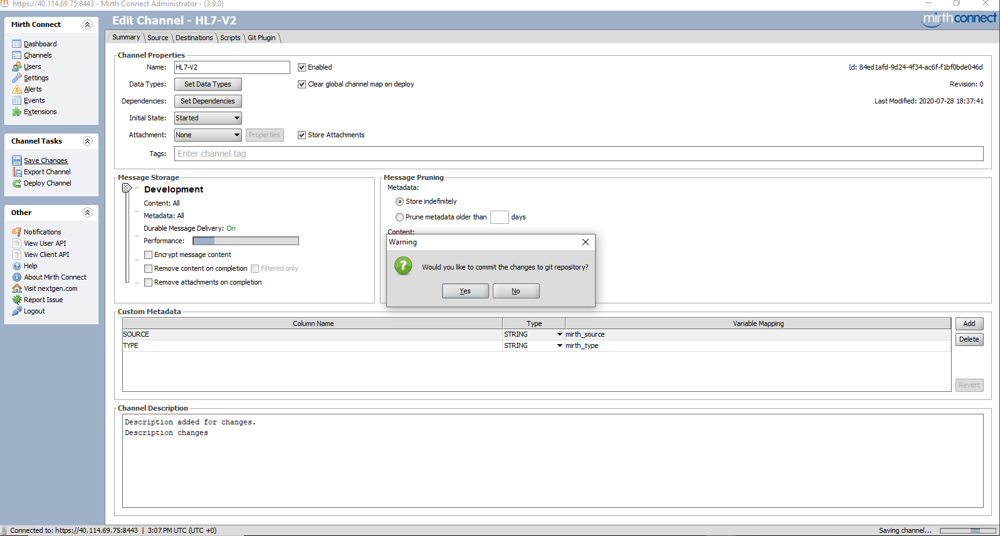 https://40.114.69.75:8443 - Mirth Connect Administrator - (3.9.0)
Mirth Connect
Dashboard
Channels
Users
Settings
Alerts
Events
Extensions
Channel Tasks
Save Changes
Export Channel
Deploy Channel
Other
Notifications
View User API
View Client API
Help
About Mirth Connect
Visit nextgen.com
Report Issue
Logout
Edit Channel - HL7-V2
mirth connect
Summary Source Destinations Scripts Git Plugin
Channel Properties
Name: HL7-V2 Enabled Id: 84ed1afd-9d24-4f34-ac6f-f1bf0bde046d
Data Types: Set Data Types Clear global channel map on deploy Revision: 0
Dependencies: Set Dependencies Last Modified: 2020-07-28 18:37:41
Initial State: Started
Attachment: None Properties Store Attachments
Tags: Enter channel tag
Message Storage
Development
Content: All
Metadata: All
Durable Message Delivery: On
Performance:
Encrypt message content
Remove content on completion Filtered only
Remove attachments on completion
Message Pruning
Metadata:
Store indefinitely
Prune metadata older than days
Content:
Warning
Would you like to commit the changes to git repository?
Yes No
Custom Metadata
Column Name Type Variable Mapping
SOURCE STRING mirth_source
TYPE STRING mirth_type
Add
Delete
Revert
Channel Description
Description added for changes.
Description changes
Connected to: https://40.114.69.75:8443 | 3:07 PM UTC (UTC +0) Saving channel...